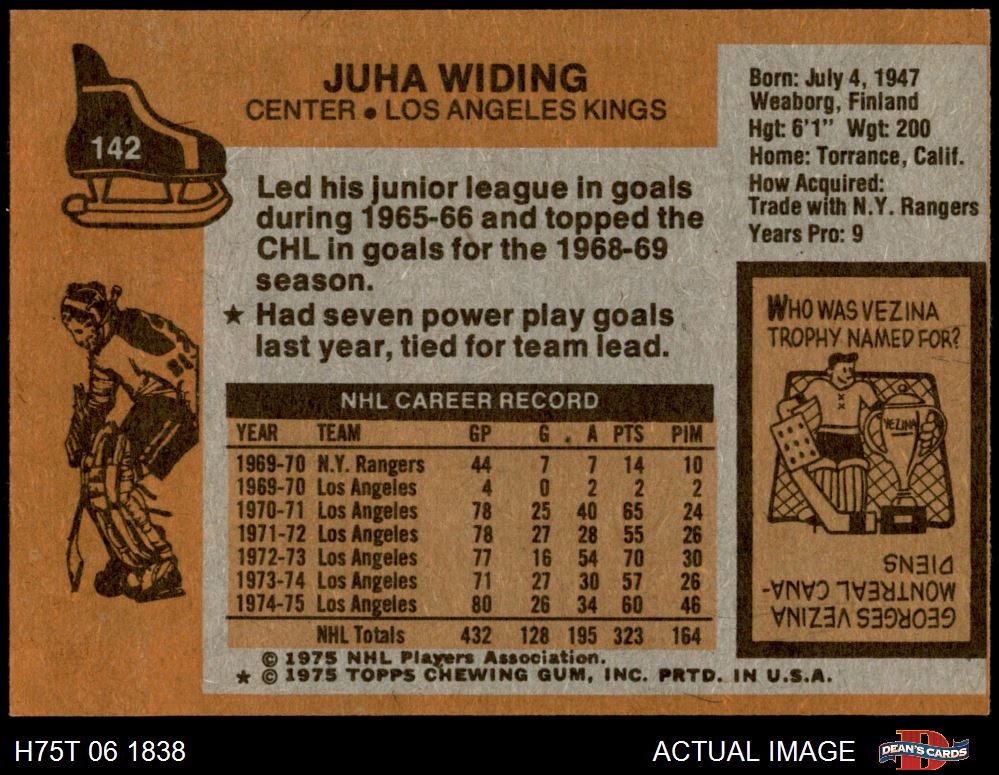 142
JUHA WIDING
CENTER • LOS ANGELES KINGS
Led his junior league in goals
during 1965-66 and topped the
CHL in goals for the 1968-69
season.
★ Had seven power play goals
last year, tied for team lead.
NHL CAREER RECORD
YEAR TEAM GP G . A PTS PIM
1969-70 N.Y. Rangers 44 7 7 14 10
1969-70 Los Angeles 4 0 2 2 2
1970-71 Los Angeles 78 25 40 65 24
1971-72 Los Angeles 78 27 28 55 26
1972-73 Los Angeles 77 16 54 70 30
1973-74 Los Angeles 71 27 30 57 26
1974-75 Los Angeles 80 26 34 60 46
NHL Totals 432 128 195 323 164
© 1975 NHL Players Association.
★ © 1975 TOPPS CHEWING GUM, INC. PRTD. IN U.S.A.
Born: July 4, 1947
Weaborg, Finland
Hgt: 6'1" Wgt: 200
Home: Torrance, Calif.
How Acquired:
Trade with N.Y. Rangers
Years Pro: 9
WHO WAS VEZINA
TROPHY NAMED FOR?
VEZINA
GEORGES VEZINA
MONTREAL CANA-
DIENS
H75T 06 1838
ACTUAL IMAGE
D
DEAN'S CARDS